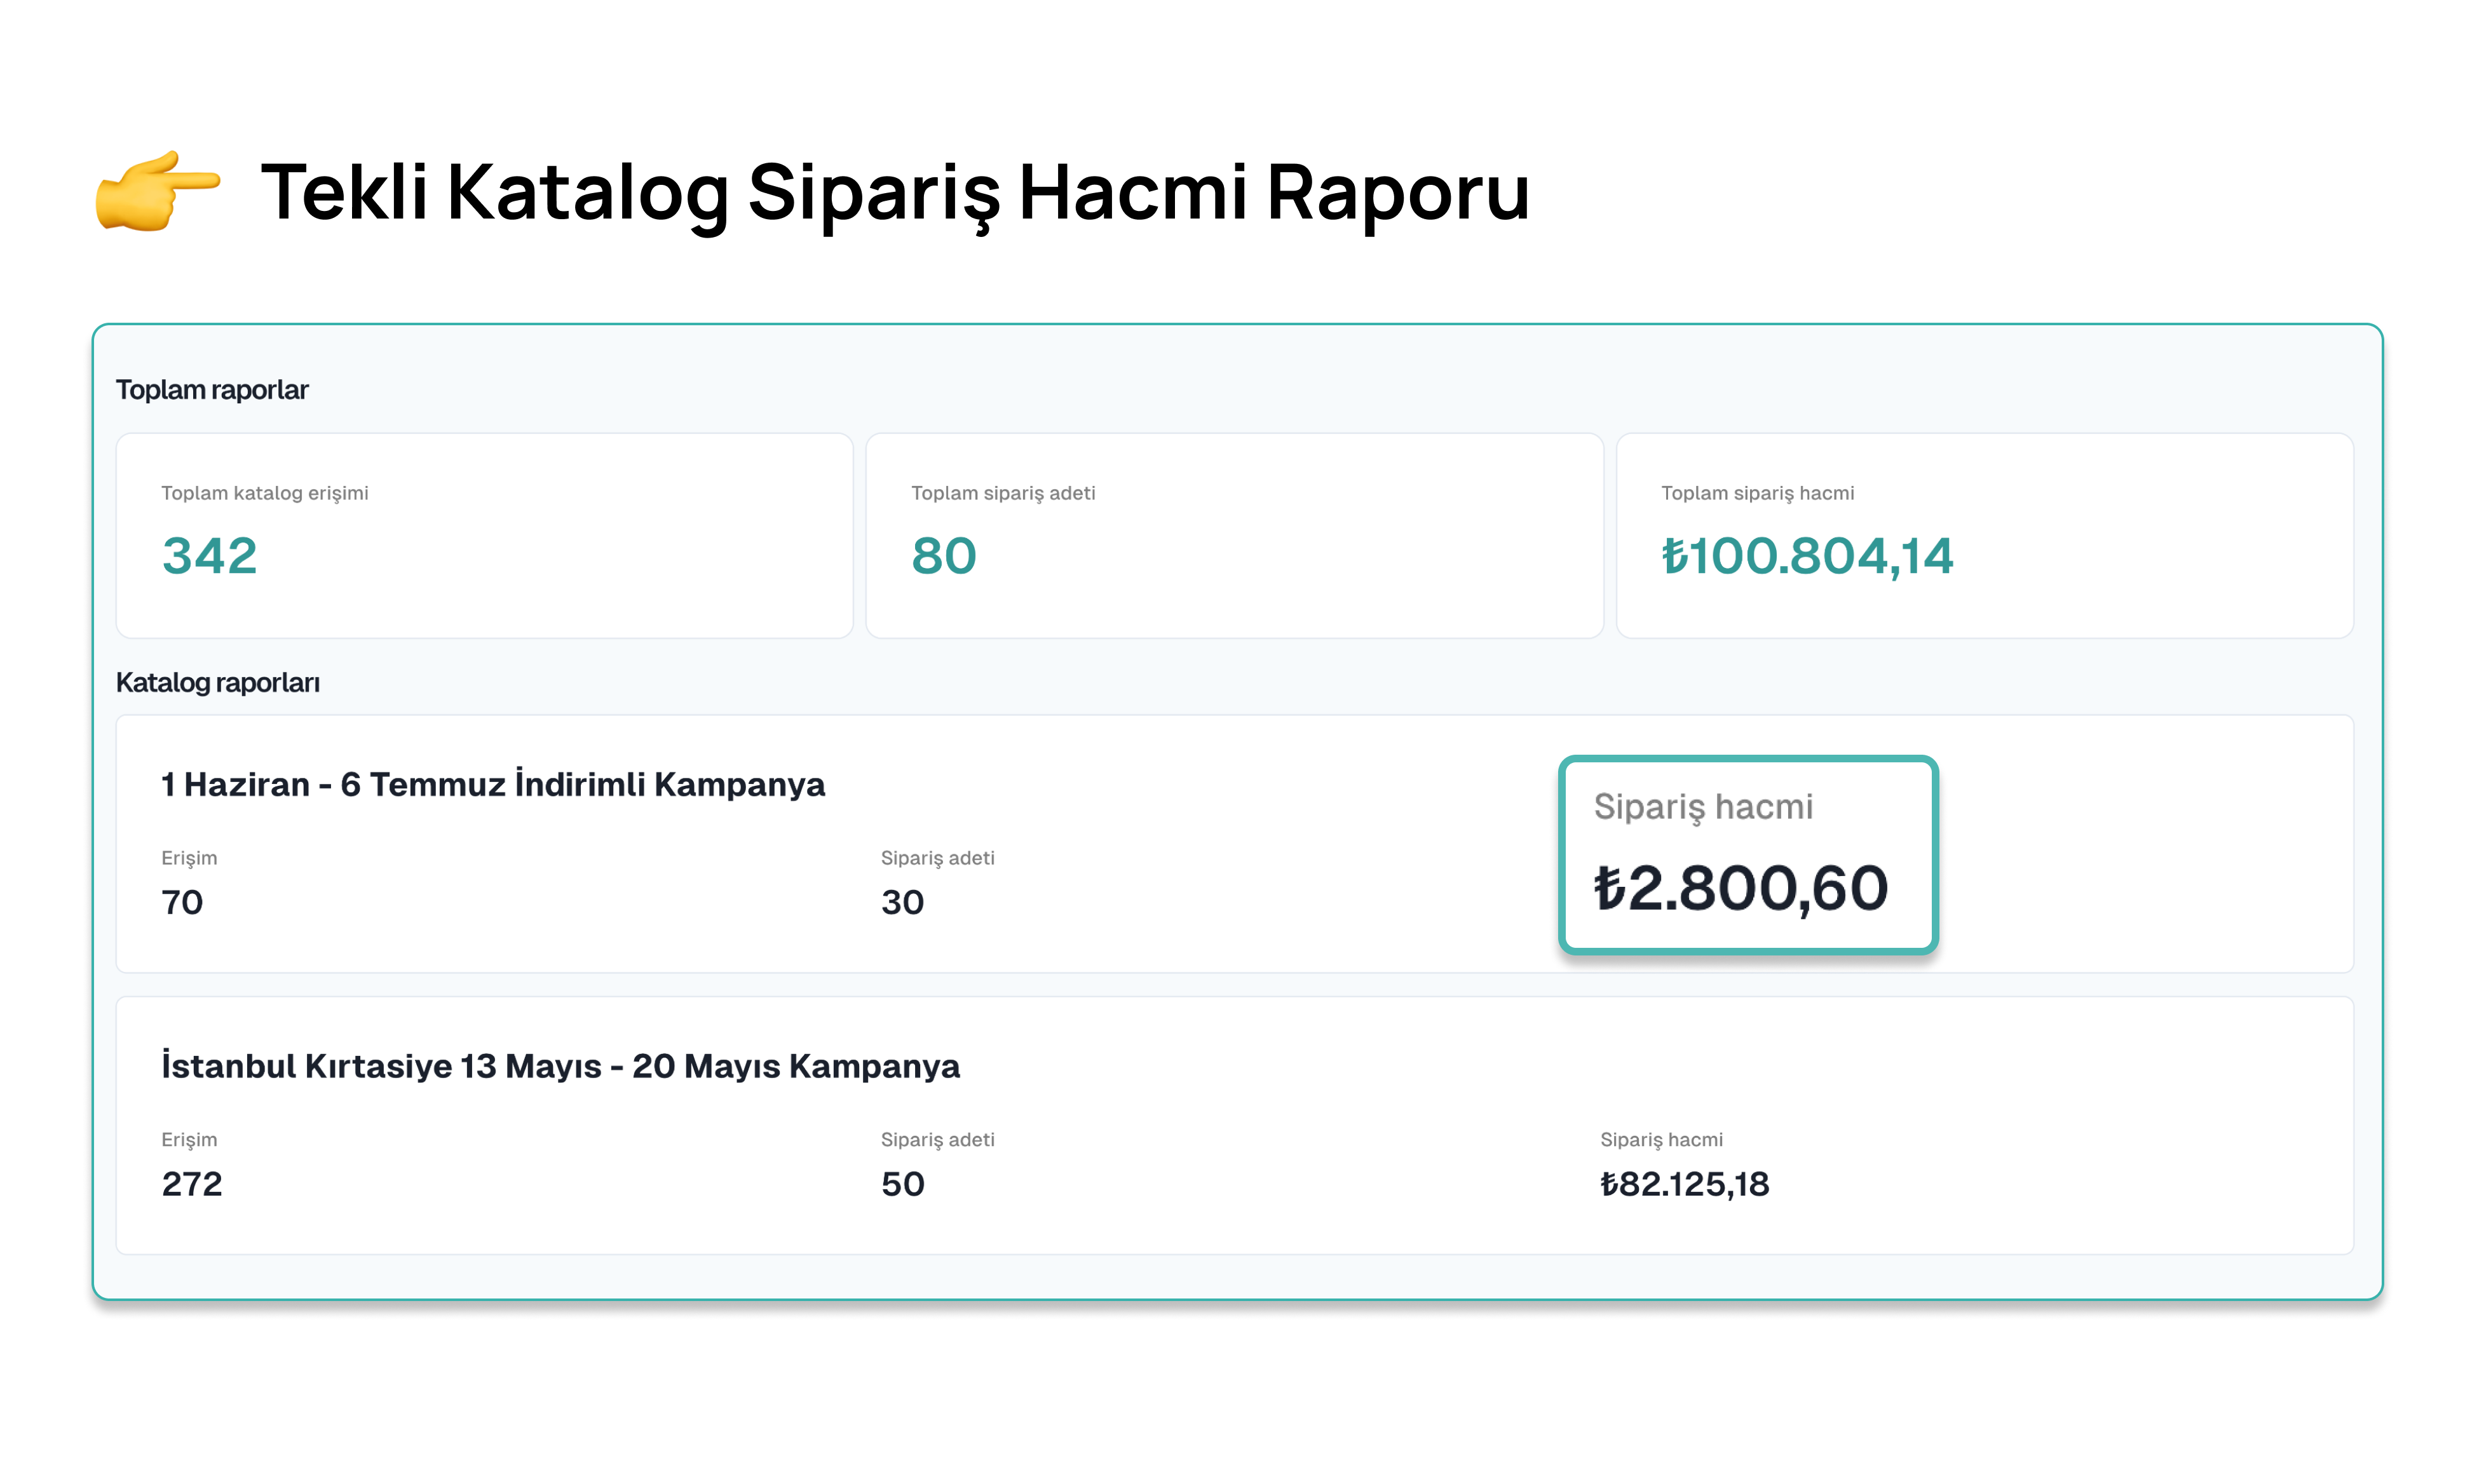 👉 Tekli Katalog Sipariş Hacmi Raporu
Toplam raporlar
Toplam katalog erişimi
342
Toplam sipariş adeti
80
Toplam sipariş hacmi
₺100.804,14
Katalog raporları
1 Haziran - 6 Temmuz İndirimli Kampanya
Erişim
70
Sipariş adeti
30
Sipariş hacmi
₺2.800,60
İstanbul Kırtasiye 13 Mayıs - 20 Mayıs Kampanya
Erişim
272
Sipariş adeti
50
Sipariş hacmi
₺82.125,18